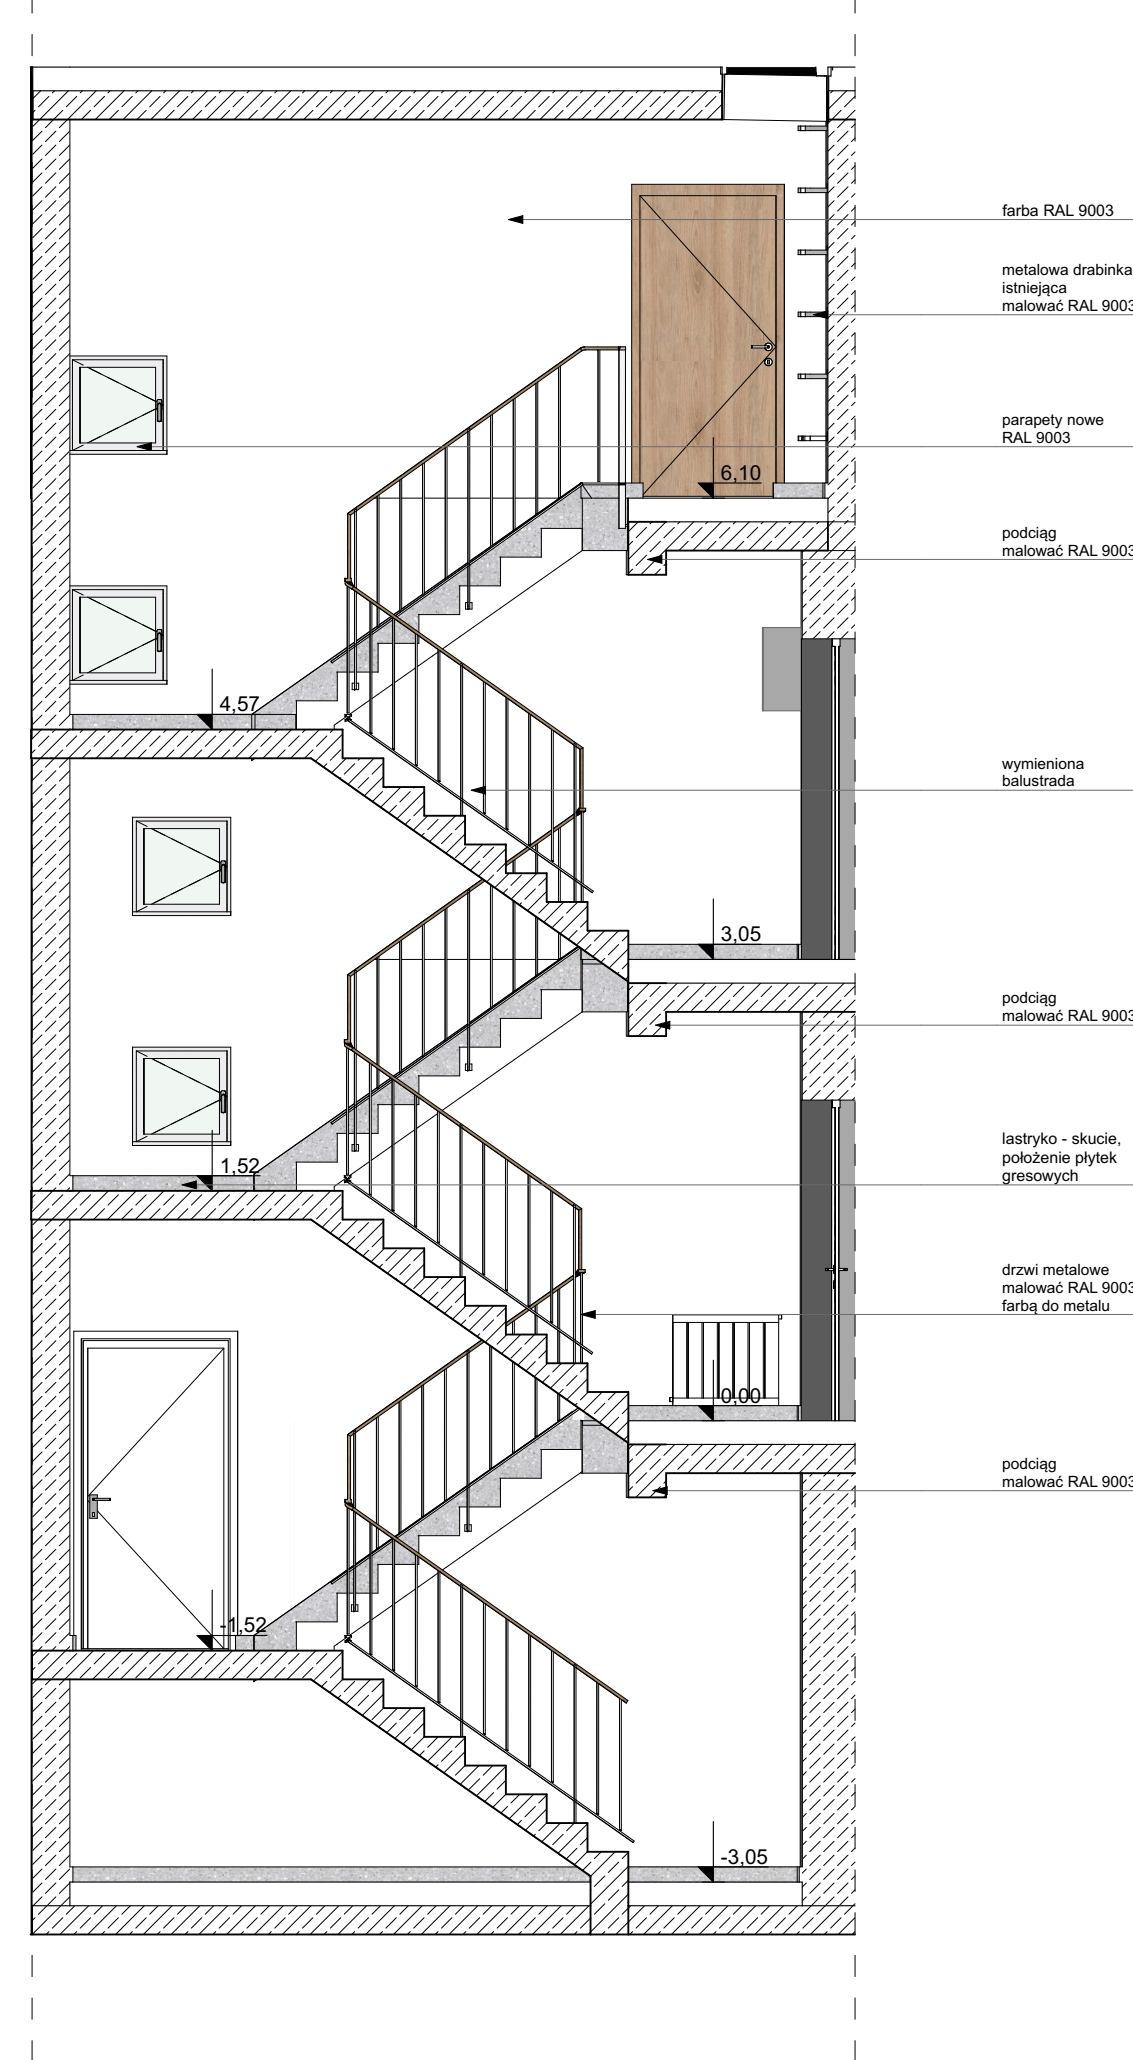 farba RAL 9003
metalowa drabinka
istniejąca
malować RAL 9003
parapety nowe
RAL 9003
6,10
podciąg
malować RAL 9003
4,57
wymieniona
balustrada
3,05
podciąg
malować RAL 9003
lastryko - skucie,
położenie płytek
gresowych
1,52
drzwi metalowe
malować RAL 9003
farbą do metalu
0,00
podciąg
malować RAL 9003
-1,52
-3,05